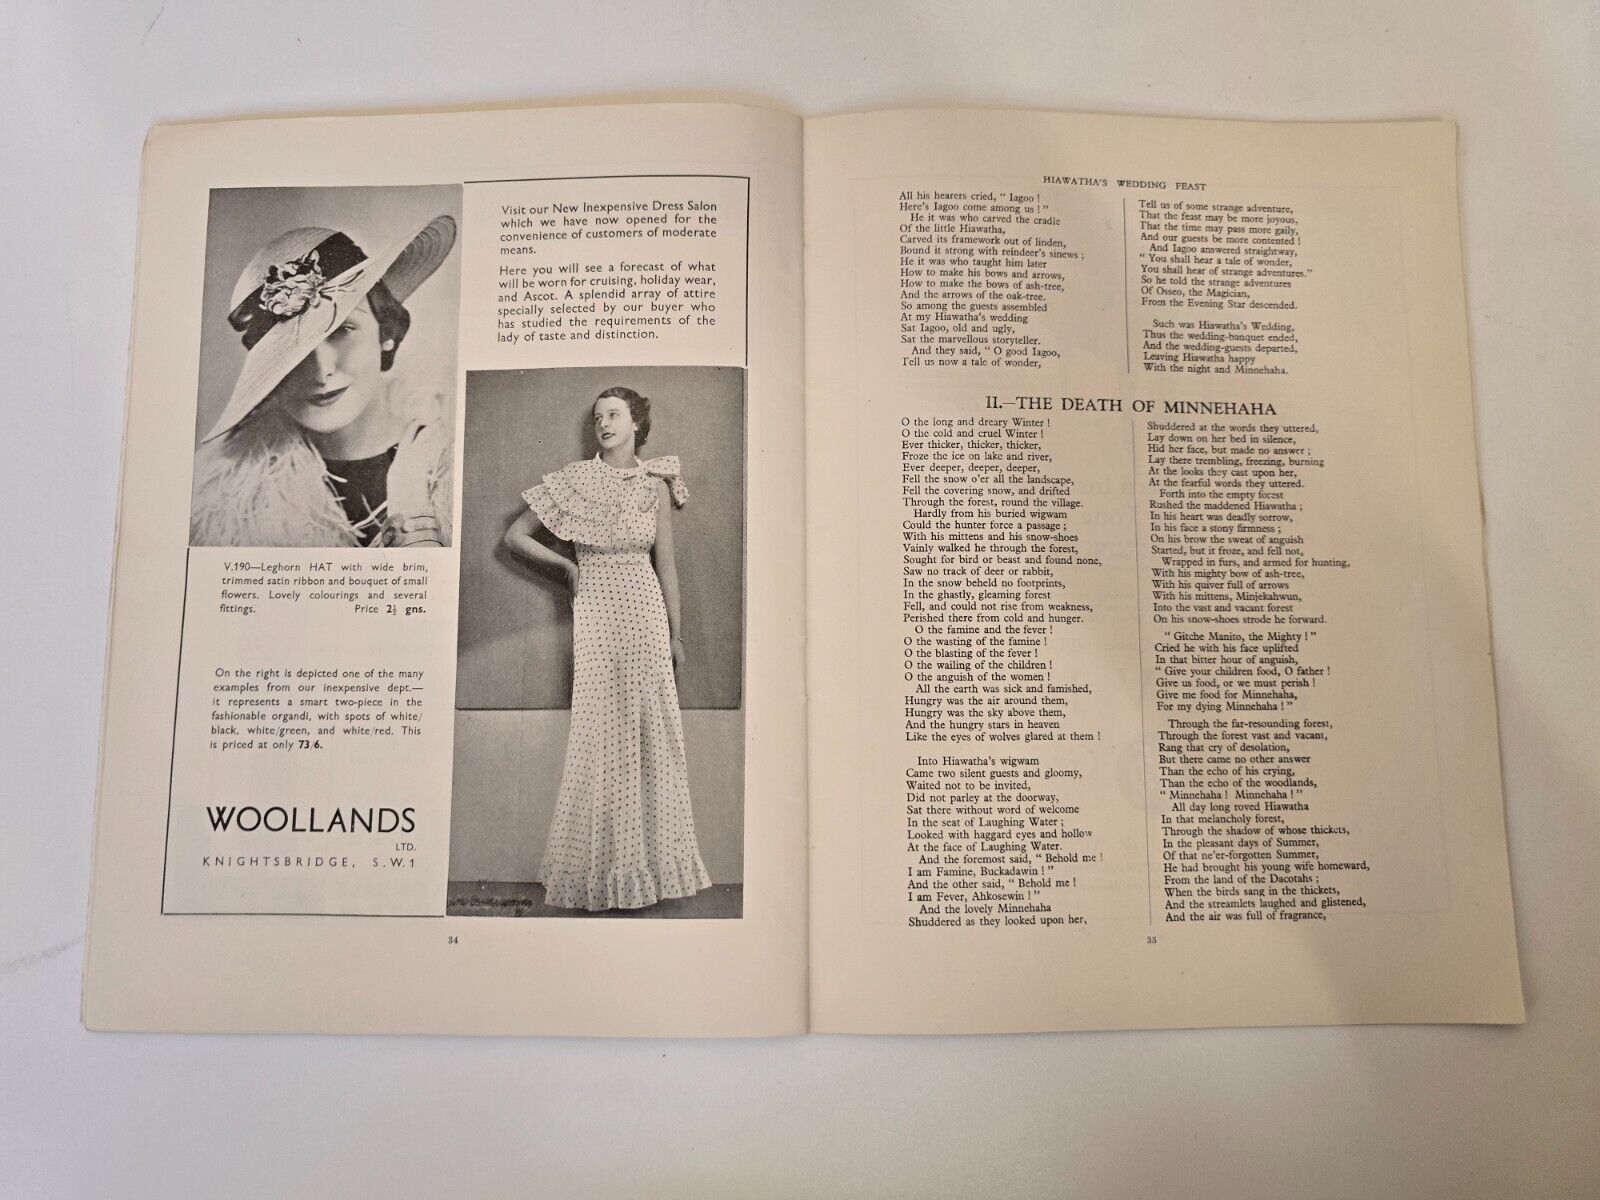 Visit our New Inexpensive Dress Salon
which we have now opened for the
convenience of customers of moderate
means.
Here you will see a forecast of what
will be worn for cruising, holiday wear,
and Ascot. A splendid array of attire
specially selected by our buyer who
has studied the requirements of the
lady of taste and distinction.
V.190—Leghorn HAT with wide brim,
trimmed satin ribbon and bouquet of small
flowers. Lovely colourings and several
fittings. Price 2½ gns.
On the right is depicted one of the many
examples from our inexpensive dept.—
it represents a smart two-piece in the
fashionable organdi, with spots of white/
black, white/green, and white/red. This
is priced at only 73/6.
WOOLLANDS
LTD.
KNIGHTSBRIDGE, S.W.1
34
HIAWATHA'S WEDDING FEAST
All his hearers cried, " Iagoo !
Here's Iagoo come among us ! "
He it was who carved the cradle
Of the little Hiawatha,
Carved its framework out of linden,
Bound it strong with reindeer's sinews ;
He it was who taught him later
How to make his bows and arrows,
How to make the bows of ash-tree,
And the arrows of the oak-tree.
So among the guests assembled
At my Hiawatha's wedding
Sat Iagoo, old and ugly,
Sat the marvellous storyteller.
And they said, " O good Iagoo,
Tell us now a tale of wonder,
Tell us of some strange adventure,
That the feast may be more joyous,
That the time may pass more gaily,
And our guests be more contented !
And Iagoo answered straightway,
" You shall hear a tale of wonder,
You shall hear of strange adventures."
So he told the strange adventures
Of Osseo, the Magician,
From the Evening Star descended.
Such was Hiawatha's Wedding,
Thus the wedding-banquet ended,
And the wedding-guests departed,
Leaving Hiawatha happy
With the night and Minnehaha.
II.—THE DEATH OF MINNEHAHA
O the long and dreary Winter !
O the cold and cruel Winter !
Ever thicker, thicker, thicker,
Froze the ice on lake and river,
Ever deeper, deeper, deeper,
Fell the snow o'er all the landscape,
Fell the covering snow, and drifted
Through the forest, round the village.
Hardly from his buried wigwam
Could the hunter force a passage ;
With his mittens and his snow-shoes
Vainly walked he through the forest,
Sought for bird or beast and found none,
Saw no track of deer or rabbit,
In the snow beheld no footprints,
In the ghastly, gleaming forest
Fell, and could not rise from weakness,
Perished there from cold and hunger.
O the famine and the fever !
O the wasting of the famine !
O the blasting of the fever !
O the wailing of the children !
O the anguish of the women !
All the earth was sick and famished,
Hungry was the air around them,
Hungry was the sky above them,
And the hungry stars in heaven
Like the eyes of wolves glared at them !
Into Hiawatha's wigwam
Came two silent guests and gloomy,
Waited not to be invited,
Did not parley at the doorway,
Sat there without word of welcome
In the seat of Laughing Water ;
Looked with haggard eyes and hollow
At the face of Laughing Water.
And the foremost said, " Behold me !
I am Famine, Buckadawin ! "
And the other said, " Behold me !
I am Fever, Ahkosewin ! "
And the lovely Minnehaha
Shuddered as they looked upon her,
Shuddered at the words they uttered,
Lay down on her bed in silence,
Hid her face, but made no answer ;
Lay there trembling, freezing, burning
At the looks they cast upon her,
At the fearful words they uttered.
Forth into the empty forest
Rushed the maddened Hiawatha ;
In his heart was deadly sorrow,
In his face a stony firmness ;
On his brow the sweat of anguish
Started, but it froze, and fell not,
Wrapped in furs, and armed for hunting,
With his mighty bow of ash-tree,
With his quiver full of arrows
With his mittens, Minjekahwun,
Into the vast and vacant forest
On his snow-shoes strode he forward.
" Gitche Manito, the Mighty ! "
Cried he with his face uplifted
In that bitter hour of anguish,
" Give your children food, O father !
Give us food, or we must perish !
Give me food for Minnehaha,
For my dying Minnehaha ! "
Through the far-resounding forest,
Through the forest vast and vacant,
Rang that cry of desolation,
But there came no other answer
Than the echo of his crying,
Than the echo of the woodlands,
" Minnehaha ! Minnehaha ! "
All day long roved Hiawatha
In that melancholy forest,
Through the shadow of whose thickets,
In the pleasant days of Summer,
Of that ne'er-forgotten Summer,
He had brought his young wife homeward,
From the land of the Dacotahs ;
When the birds sang in the thickets,
And the streamlets laughed and glistened,
And the air was full of fragrance,
35